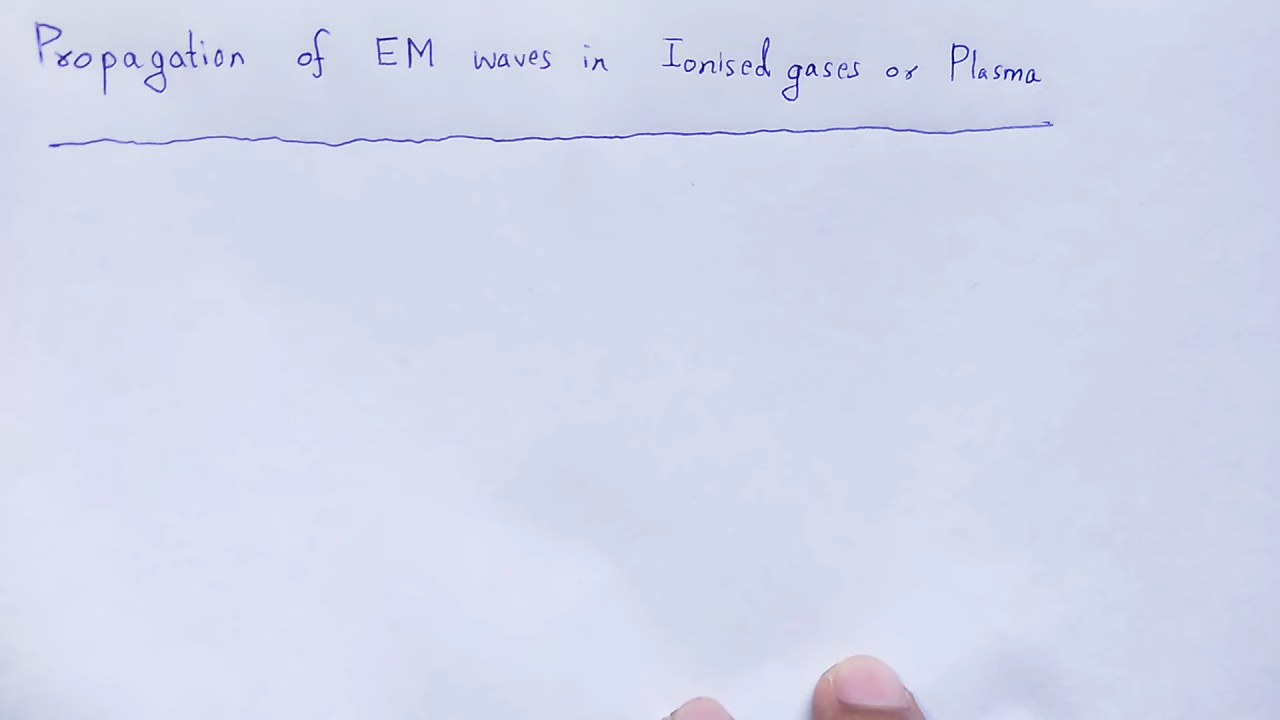 Propagation of EM waves in Ionised gases or Plasma